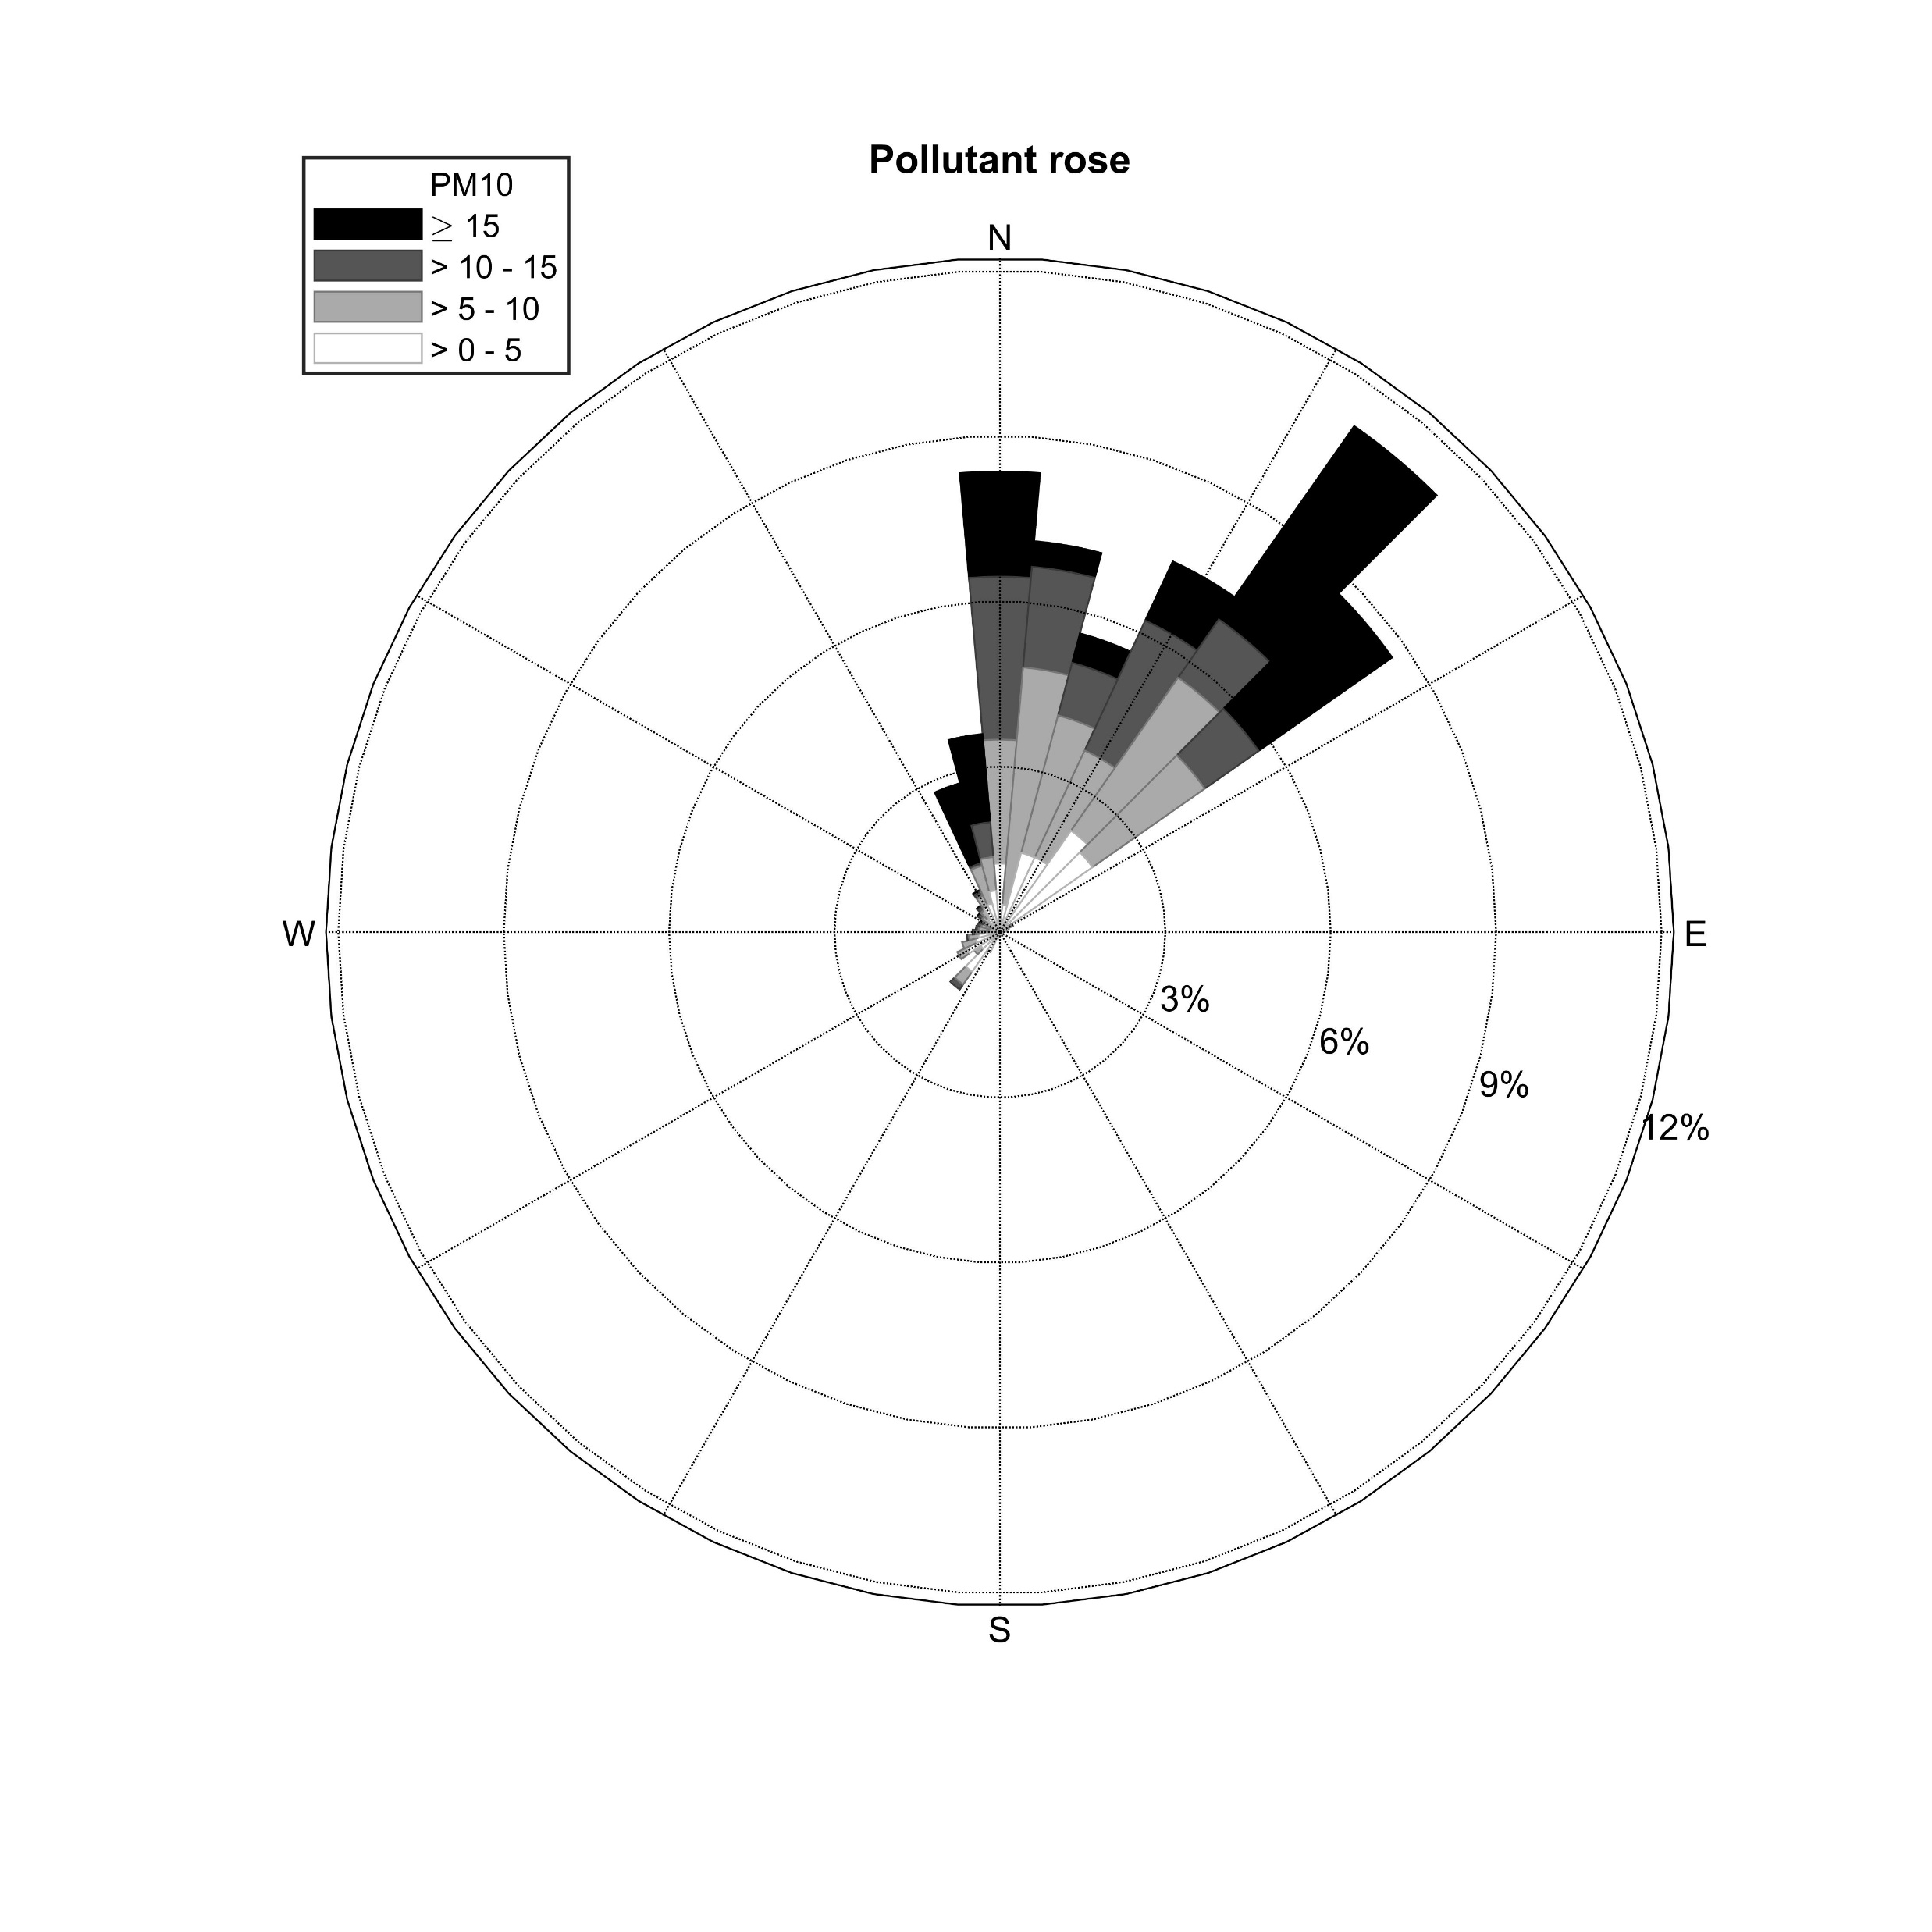 Pollutant rose
PM10
≥ 15
> 10 - 15
> 5 - 10
> 0 - 5
N
W
E
3%
6%
9%
12%
S